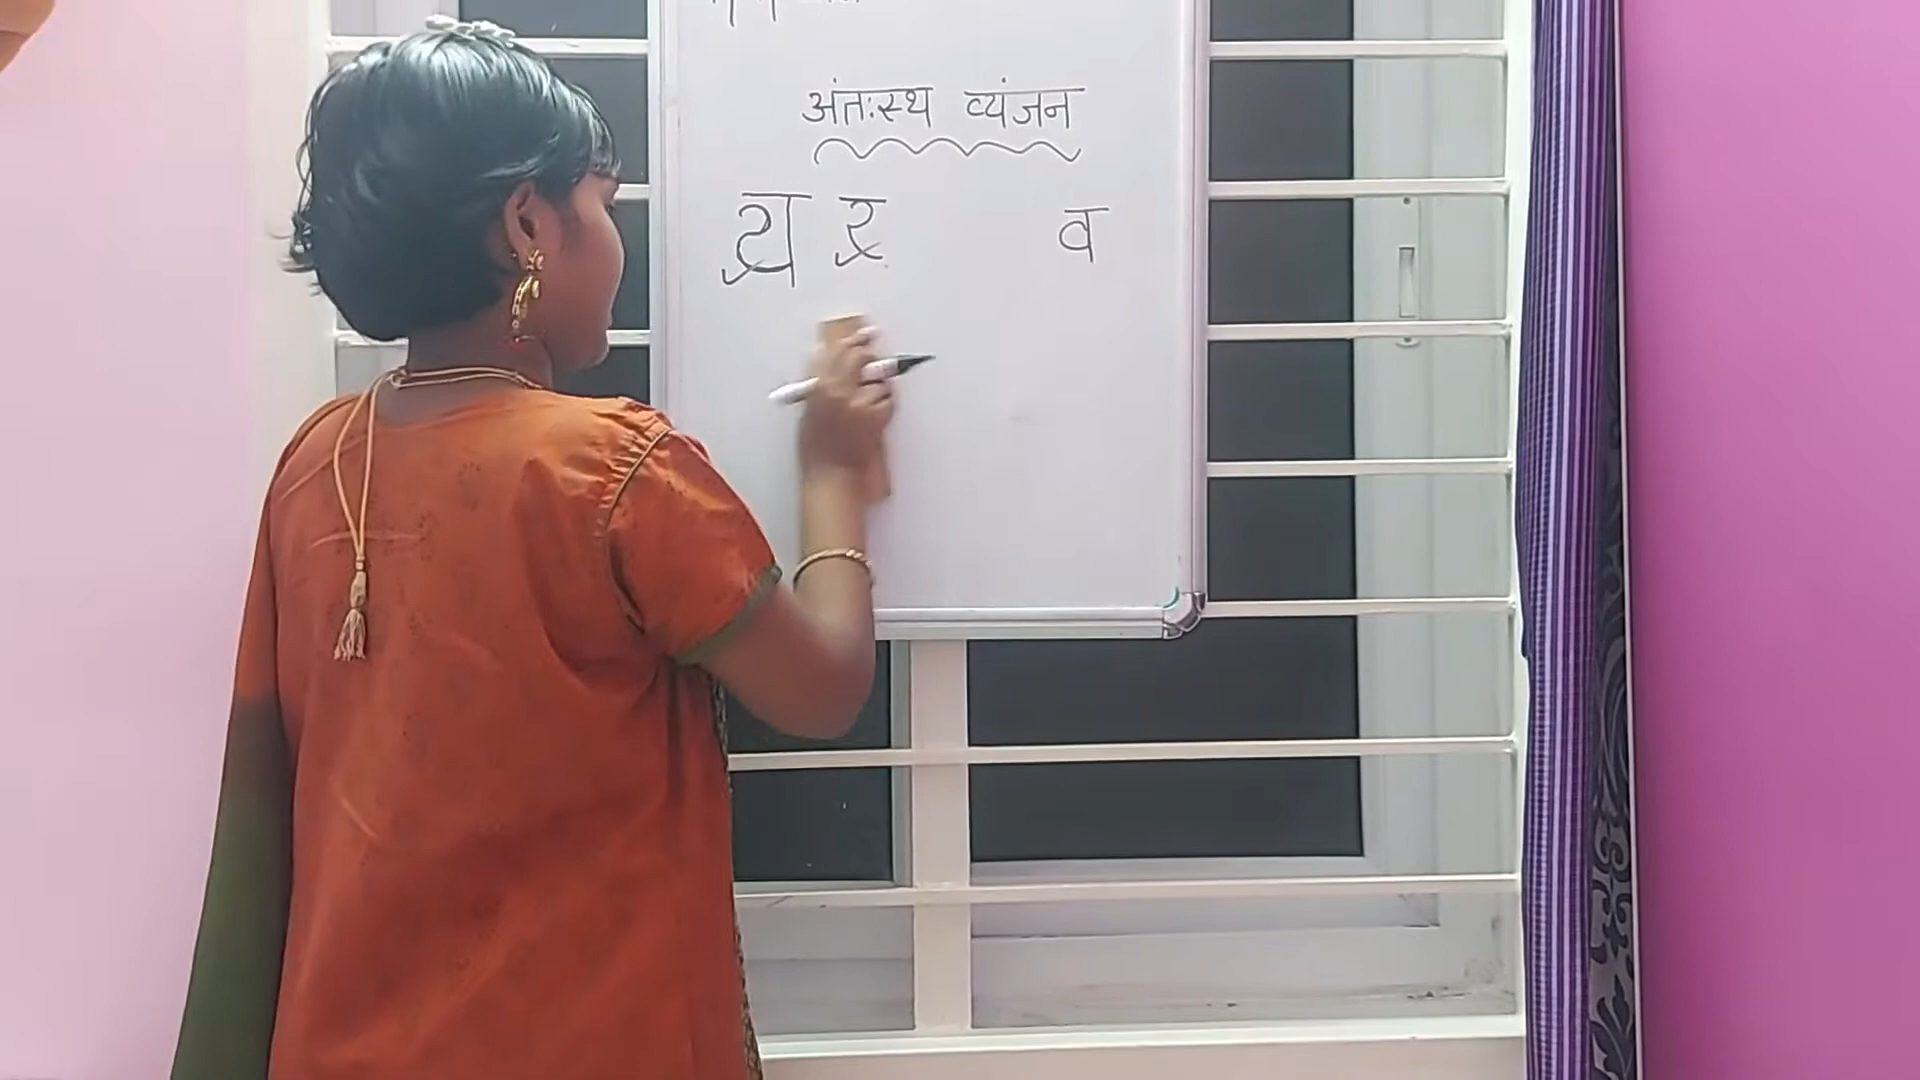 अंतःस्थ व्यंजन
य र व